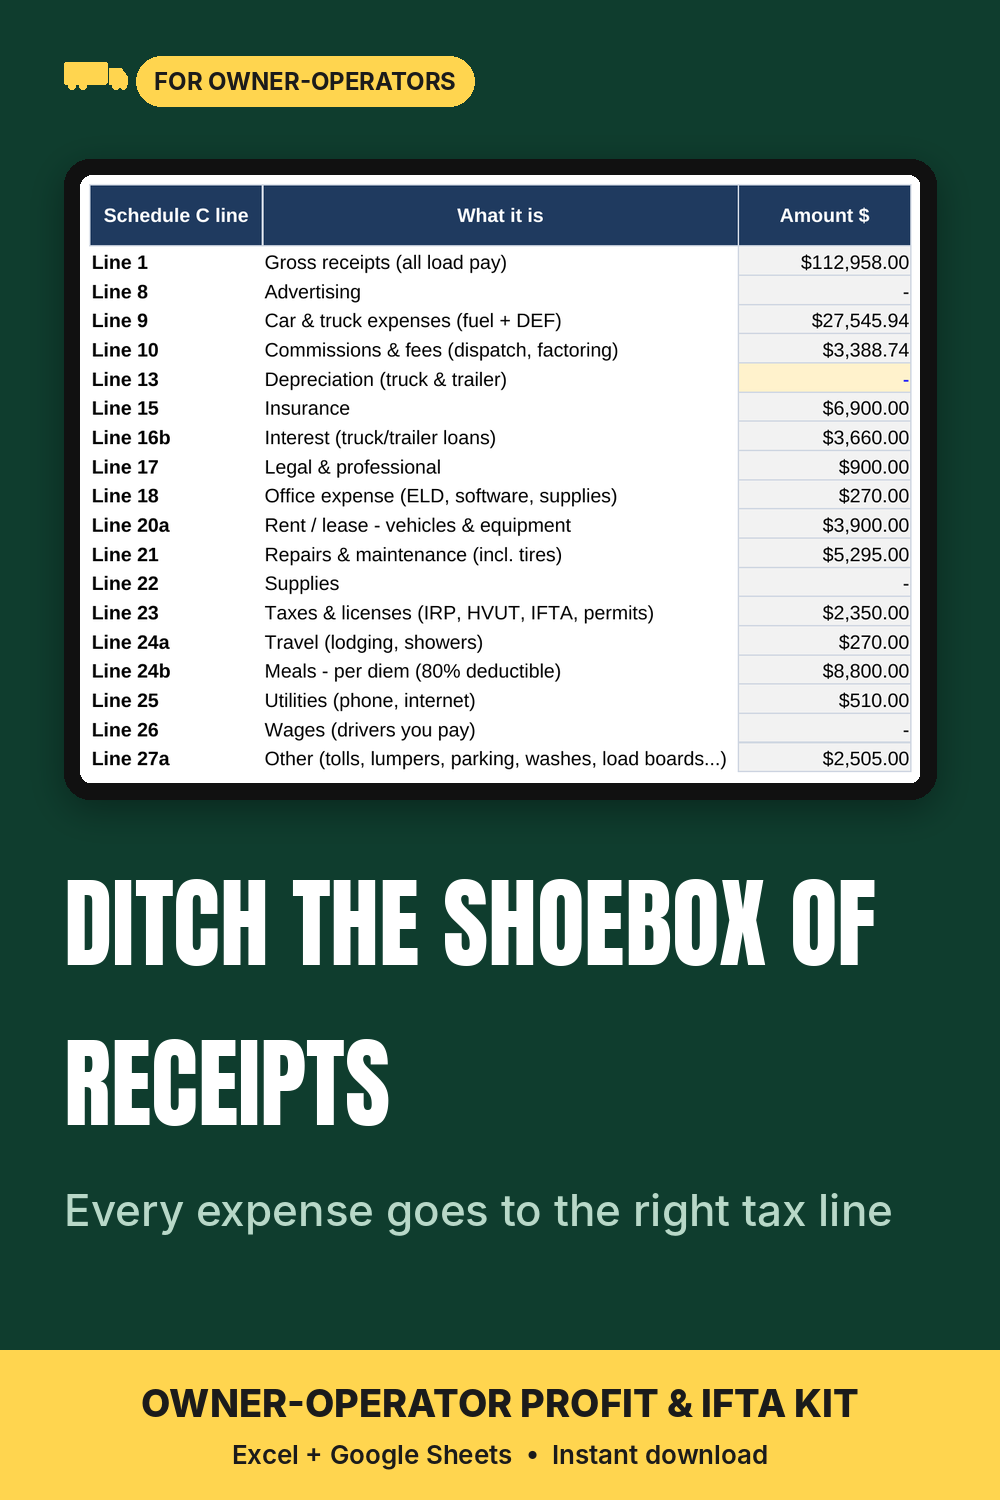 FOR OWNER-OPERATORS
Schedule C line What it is Amount $
Line 1 Gross receipts (all load pay) $112,958.00
Line 8 Advertising -
Line 9 Car & truck expenses (fuel + DEF) $27,545.94
Line 10 Commissions & fees (dispatch, factoring) $3,388.74
Line 13 Depreciation (truck & trailer) -
Line 15 Insurance $6,900.00
Line 16b Interest (truck/trailer loans) $3,660.00
Line 17 Legal & professional $900.00
Line 18 Office expense (ELD, software, supplies) $270.00
Line 20a Rent / lease - vehicles & equipment $3,900.00
Line 21 Repairs & maintenance (incl. tires) $5,295.00
Line 22 Supplies -
Line 23 Taxes & licenses (IRP, HVUT, IFTA, permits) $2,350.00
Line 24a Travel (lodging, showers) $270.00
Line 24b Meals - per diem (80% deductible) $8,800.00
Line 25 Utilities (phone, internet) $510.00
Line 26 Wages (drivers you pay) -
Line 27a Other (tolls, lumpers, parking, washes, load boards...) $2,505.00
DITCH THE SHOEBOX OF
RECEIPTS
Every expense goes to the right tax line
OWNER-OPERATOR PROFIT & IFTA KIT
Excel + Google Sheets • Instant download